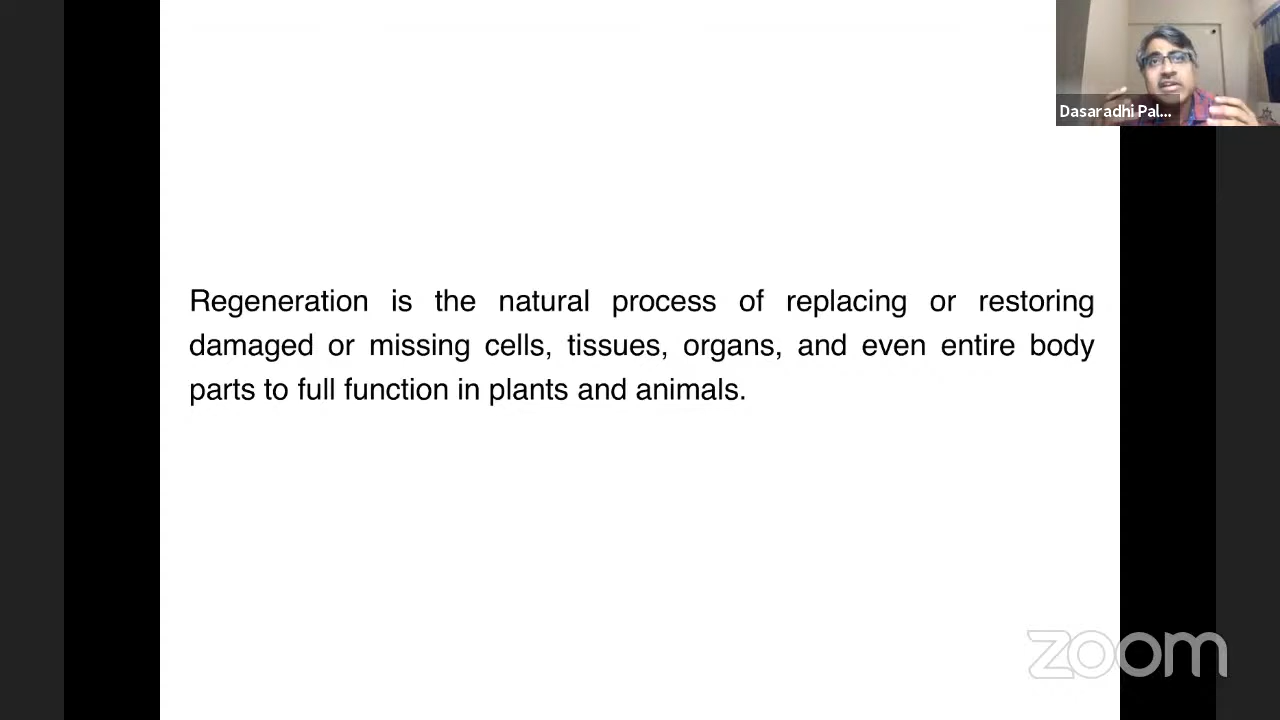 Dasaradhi Pal...
Regeneration is the natural process of replacing or restoring
damaged or missing cells, tissues, organs, and even entire body
parts to full function in plants and animals.
zoom